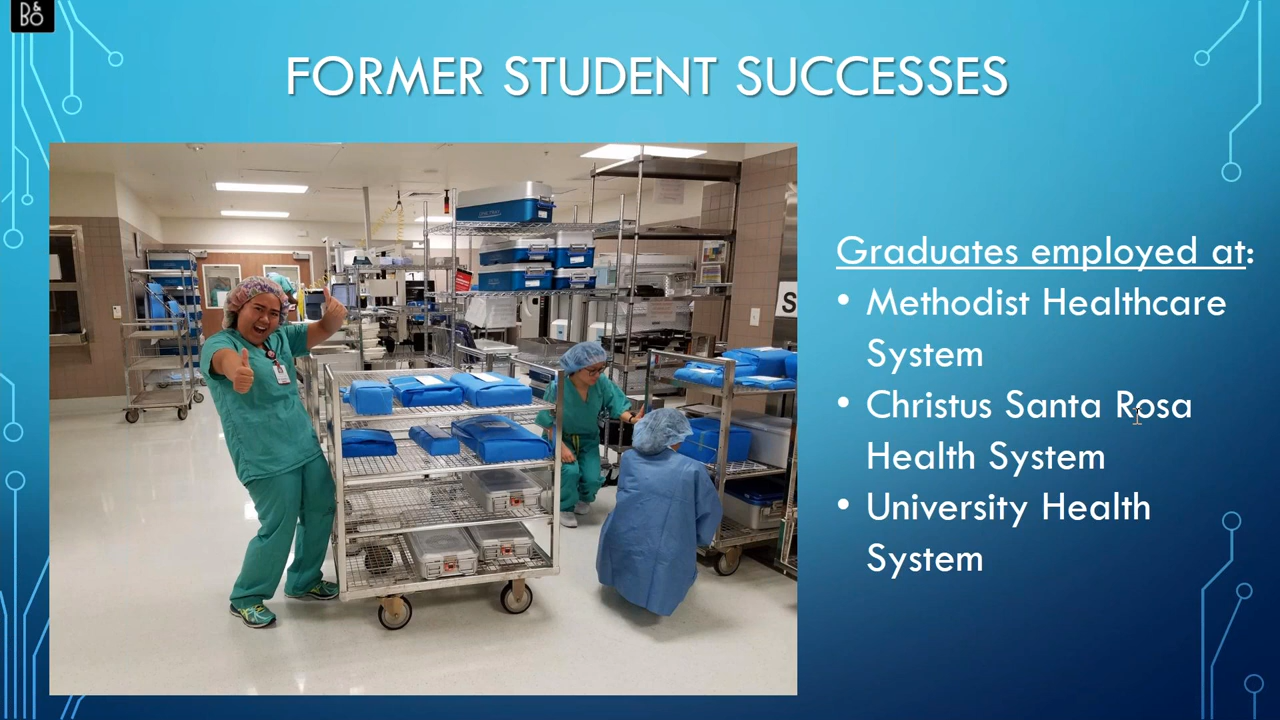 B&O
FORMER STUDENT SUCCESSES
Graduates employed at:
• Methodist Healthcare
System
• Christus Santa Rosa
Health System
• University Health
System
S